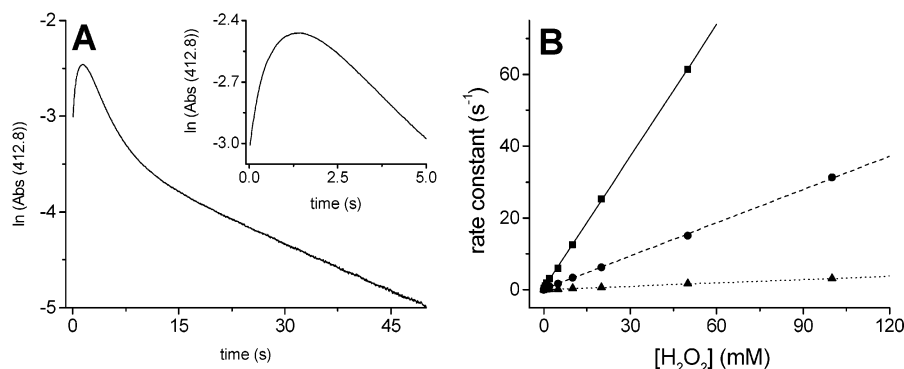 A
ln (Abs (412.8))
-3
-4
-5
0
15
30
45
time (s)
ln (Abs (412.8))
-2.4
-2.7
-3.0
0.0
2.5
5.0
time (s)
B
rate constant (s⁻¹)
60
40
20
0
0
30
60
90
120
[H₂O₂] (mM)